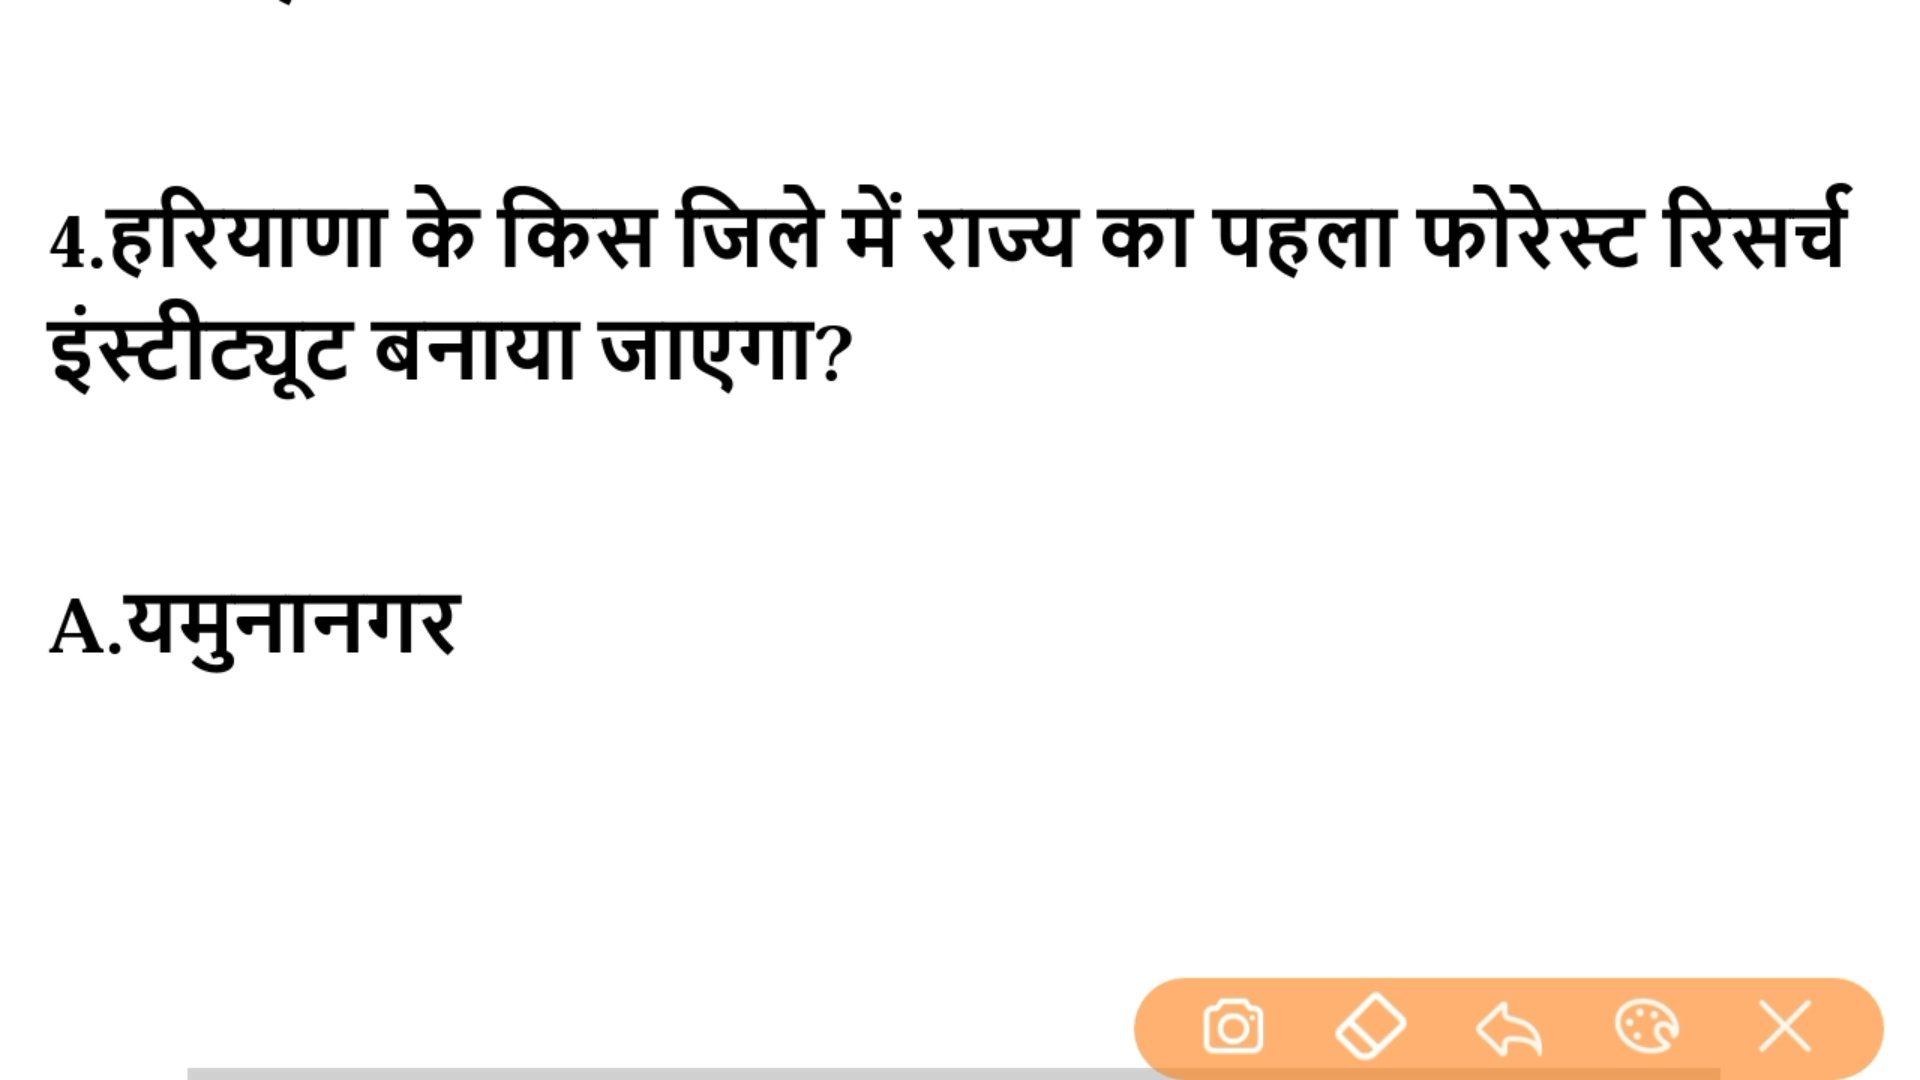 4.हरियाणा के किस जिले में राज्य का पहला फोरेस्ट रिसर्च
इंस्टीट्यूट बनाया जाएगा?
A.यमुनानगर